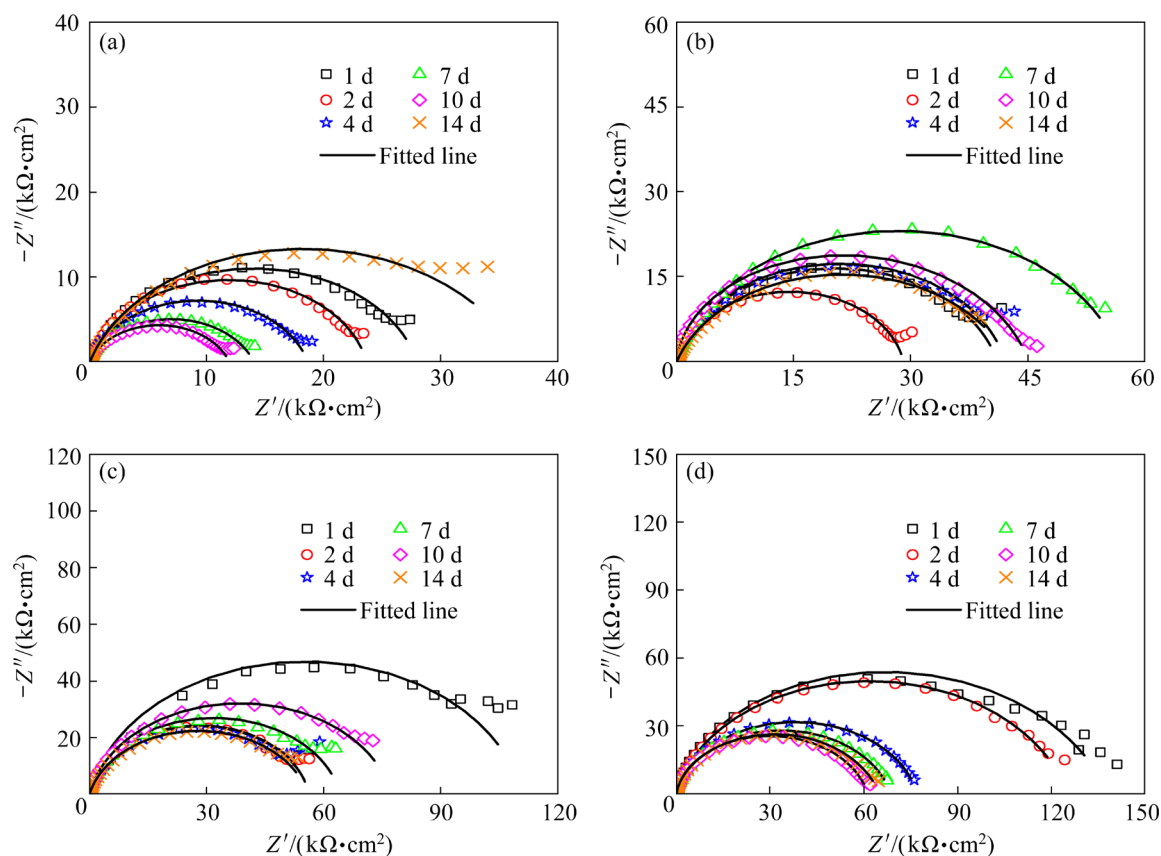 (a)
40
30
20
10
0
10
20
30
40
−Z″/(kΩ•cm²)
Z′/(kΩ•cm²)
1 d
7 d
2 d
10 d
4 d
14 d
Fitted line
(b)
60
45
30
15
0
15
30
45
60
−Z″/(kΩ•cm²)
Z′/(kΩ•cm²)
1 d
7 d
2 d
10 d
4 d
14 d
Fitted line
(c)
120
100
80
60
40
20
0
30
60
90
120
−Z″/(kΩ•cm²)
Z′/(kΩ•cm²)
1 d
7 d
2 d
10 d
4 d
14 d
Fitted line
(d)
150
120
90
60
30
0
30
60
90
120
150
−Z″/(kΩ•cm²)
Z′/(kΩ•cm²)
1 d
7 d
2 d
10 d
4 d
14 d
Fitted line